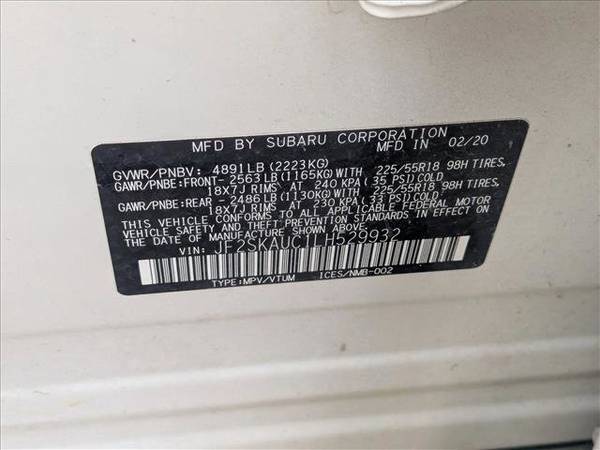 MFD BY SUBARU CORPORATION
MFD IN 02/20
GVWR/PNBV: 4891LB (2223KG)
GAWR/PNBE:FRONT- 2563LB(1165KG)WITH 225/55R18 98H TIRES,
18X7J RIMS AT 240 KPA (35 PSI)COLD
GAWR/PNBE:REAR -2486LB(1130KG)WITH 225/55R18 98H TIRES,
18X7J RIMS AT 230 KPA (33 PSI)COLD
THIS VEHICLE CONFORMS TO ALL APPLICABLE FEDERAL MOTOR
VEHICLE SAFETY AND THEFT PREVENTION STANDARDS IN EFFECT ON
THE DATE OF MANUFACTURE SHOWN ABOVE.
VIN: JF2SKAUC1LH529932
TYPE:MPV/VTUM ICES/NMB-002